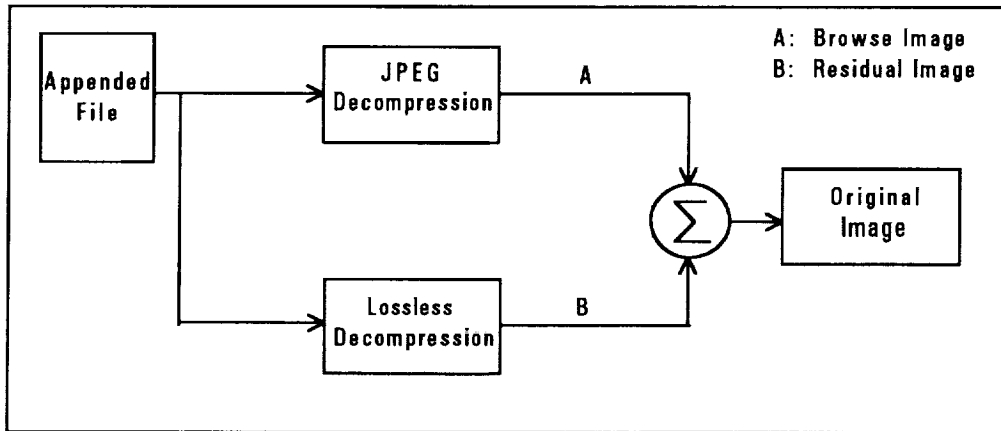 Appended
File
JPEG
Decompression
A
A: Browse Image
B: Residual Image
Σ
Original
Image
Lossless
Decompression
B